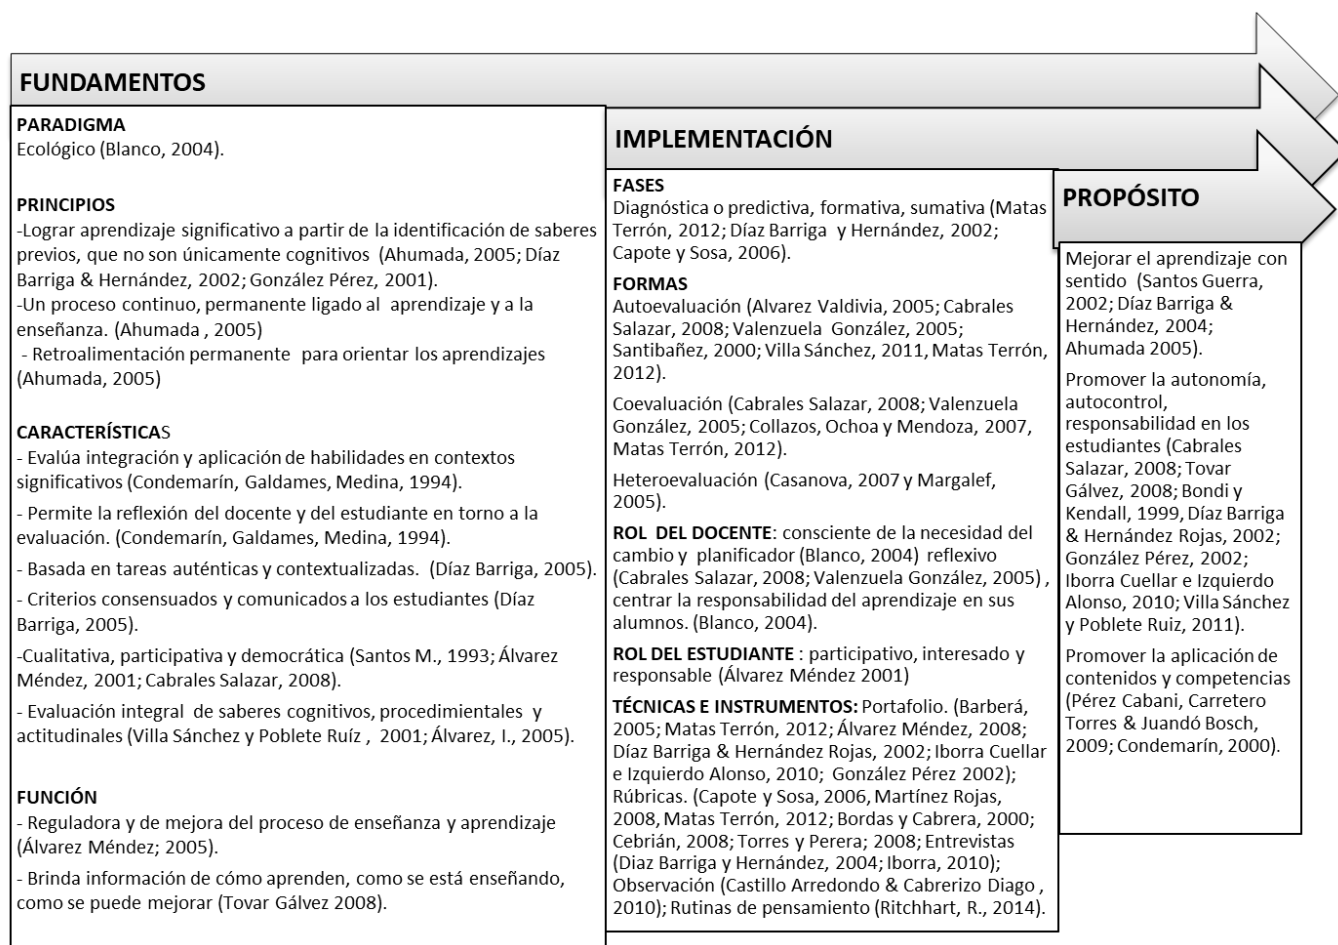 FUNDAMENTOS
PARADIGMA
Ecológico (Blanco, 2004).
PRINCIPIOS
-Lograr aprendizaje significativo a partir de la identificación de saberes
previos, que no son únicamente cognitivos (Ahumada, 2005; Díaz
Barriga & Hernández, 2002; González Pérez, 2001).
-Un proceso continuo, permanente ligado al aprendizaje y a la
enseñanza. (Ahumada , 2005)
- Retroalimentación permanente para orientar los aprendizajes
(Ahumada, 2005)
CARACTERÍSTICAS
- Evalúa integración y aplicación de habilidades en contextos
significativos (Condemarín, Galdames, Medina, 1994).
- Permite la reflexión del docente y del estudiante en torno a la
evaluación. (Condemarín, Galdames, Medina, 1994).
- Basada en tareas auténticas y contextualizadas. (Díaz Barriga, 2005).
- Criterios consensuados y comunicados a los estudiantes (Díaz
Barriga, 2005).
-Cualitativa, participativa y democrática (Santos M., 1993; Álvarez
Méndez, 2001; Cabrales Salazar, 2008).
- Evaluación integral de saberes cognitivos, procedimientales y
actitudinales (Villa Sánchez y Poblete Ruíz , 2001; Álvarez, I., 2005).
FUNCIÓN
- Reguladora y de mejora del proceso de enseñanza y aprendizaje
(Álvarez Méndez; 2005).
- Brinda información de cómo aprenden, como se está enseñando,
como se puede mejorar (Tovar Gálvez 2008).
IMPLEMENTACIÓN
FASES
Diagnóstica o predictiva, formativa, sumativa (Matas
Terrón, 2012; Díaz Barriga y Hernández, 2002;
Capote y Sosa, 2006).
FORMAS
Autoevaluación (Alvarez Valdivia, 2005; Cabrales
Salazar, 2008; Valenzuela González, 2005;
Santibañez, 2000; Villa Sánchez, 2011, Matas Terrón,
2012).
Coevaluación (Cabrales Salazar, 2008; Valenzuela
González, 2005; Collazos, Ochoa y Mendoza, 2007,
Matas Terrón, 2012).
Heteroevaluación (Casanova, 2007 y Margalef,
2005).
ROL DEL DOCENTE: consciente de la necesidad del
cambio y planificador (Blanco, 2004) reflexivo
(Cabrales Salazar, 2008; Valenzuela González, 2005) ,
centrar la responsabilidad del aprendizaje en sus
alumnos. (Blanco, 2004).
ROL DEL ESTUDIANTE : participativo, interesado y
responsable (Álvarez Méndez 2001)
TÉCNICAS E INSTRUMENTOS: Portafolio. (Barberá,
2005; Matas Terrón, 2012; Álvarez Méndez, 2008;
Díaz Barriga & Hernández Rojas, 2002; Iborra Cuellar
e Izquierdo Alonso, 2010; González Pérez 2002);
Rúbricas. (Capote y Sosa, 2006, Martínez Rojas,
2008, Matas Terrón, 2012; Bordas y Cabrera, 2000;
Cebrián, 2008; Torres y Perera; 2008; Entrevistas
(Diaz Barriga y Hernández, 2004; Iborra, 2010);
Observación (Castillo Arredondo & Cabrerizo Diago ,
2010); Rutinas de pensamiento (Ritchhart, R., 2014).
PROPÓSITO
Mejorar el aprendizaje con
sentido (Santos Guerra,
2002; Díaz Barriga &
Hernández, 2004;
Ahumada 2005).
Promover la autonomía,
autocontrol,
responsabilidad en los
estudiantes (Cabrales
Salazar, 2008; Tovar
Gálvez, 2008; Bondi y
Kendall, 1999, Díaz Barriga
& Hernández Rojas, 2002;
González Pérez, 2002;
Iborra Cuellar e Izquierdo
Alonso, 2010; Villa Sánchez
y Poblete Ruiz, 2011).
Promover la aplicación de
contenidos y competencias
(Pérez Cabani, Carretero
Torres & Juandó Bosch,
2009; Condemarín, 2000).